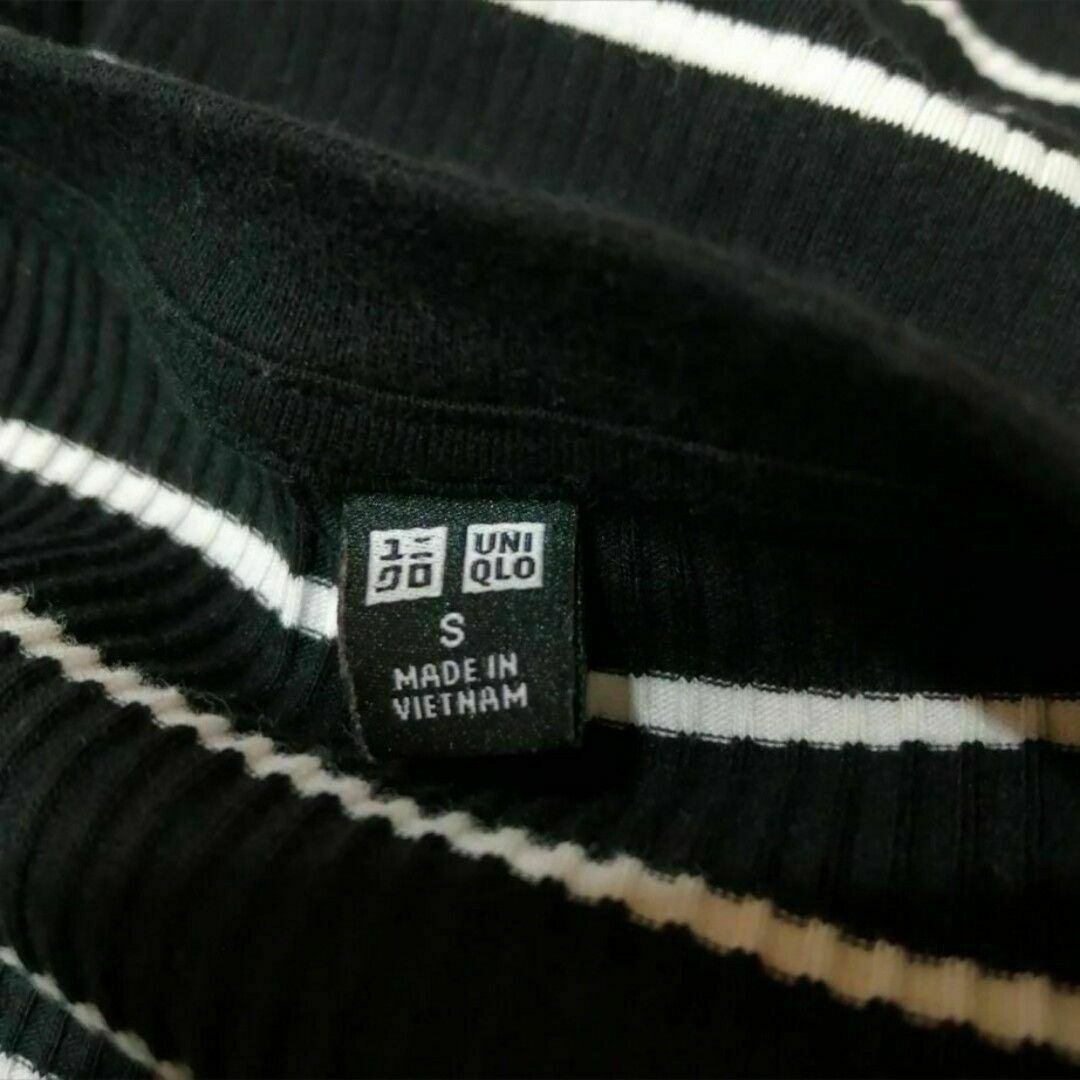 ユニ UNI
クロ QLO
S
MADE IN
VIETNAM